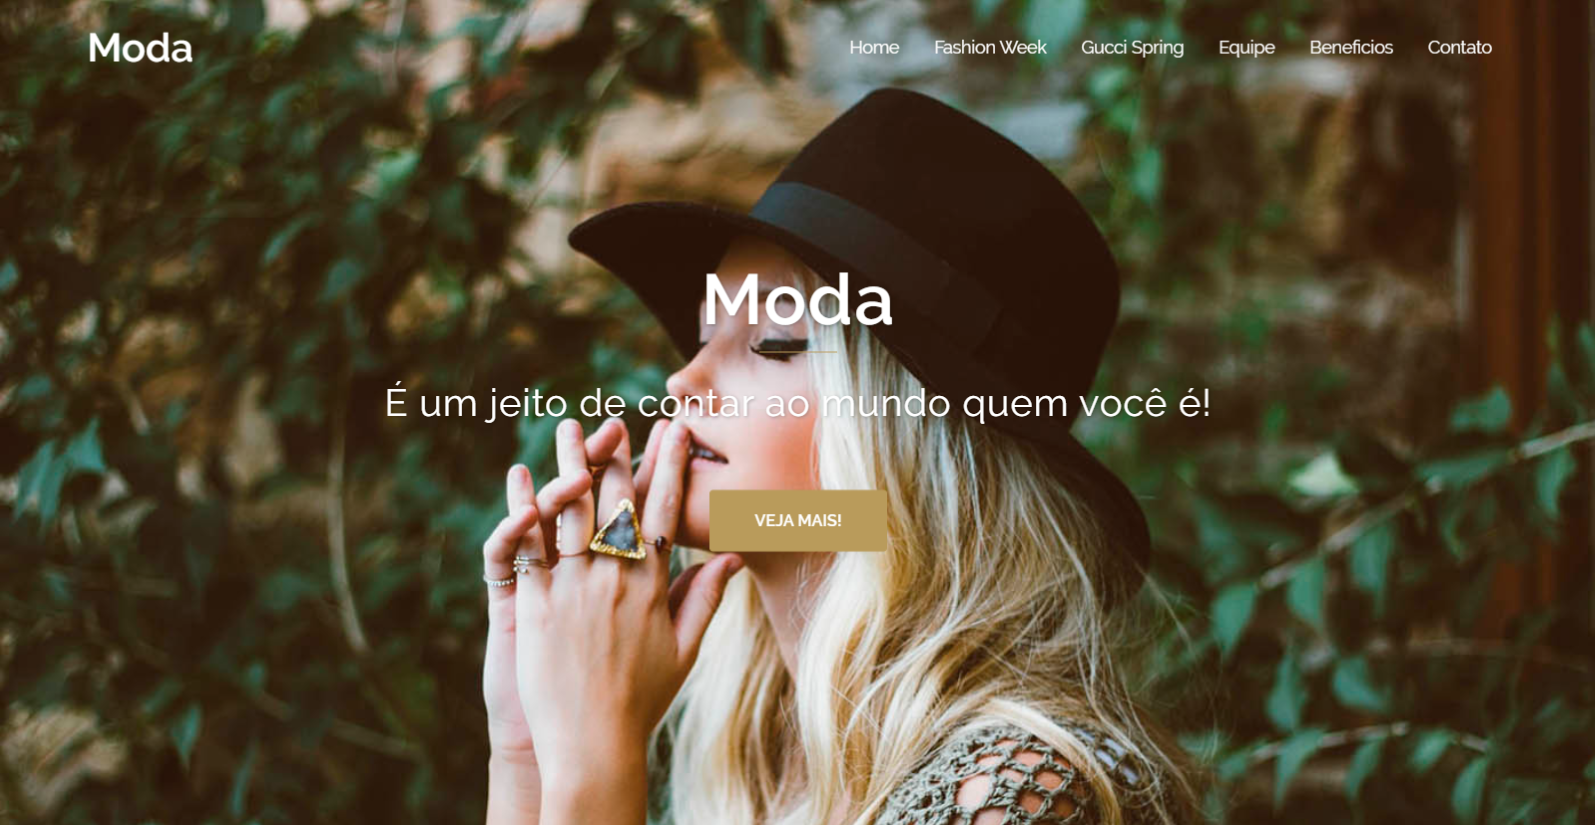 Moda
Home Fashion Week Gucci Spring Equipe Beneficios Contato
Moda
É um jeito de contar ao mundo quem você é!
VEJA MAIS!